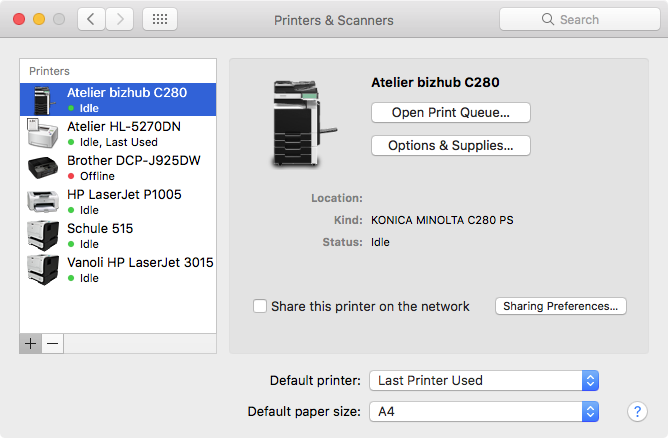 Printers & Scanners
Search
Printers
Atelier bizhub C280
Idle
Atelier HL-5270DN
Idle, Last Used
Brother DCP-J925DW
Offline
HP LaserJet P1005
Idle
Schule 515
Idle
Vanoli HP LaserJet 3015
Idle
Atelier bizhub C280
Open Print Queue...
Options & Supplies...
Location:
Kind: KONICA MINOLTA C280 PS
Status: Idle
Share this printer on the network
Sharing Preferences...
Default printer: Last Printer Used
Default paper size: A4
?